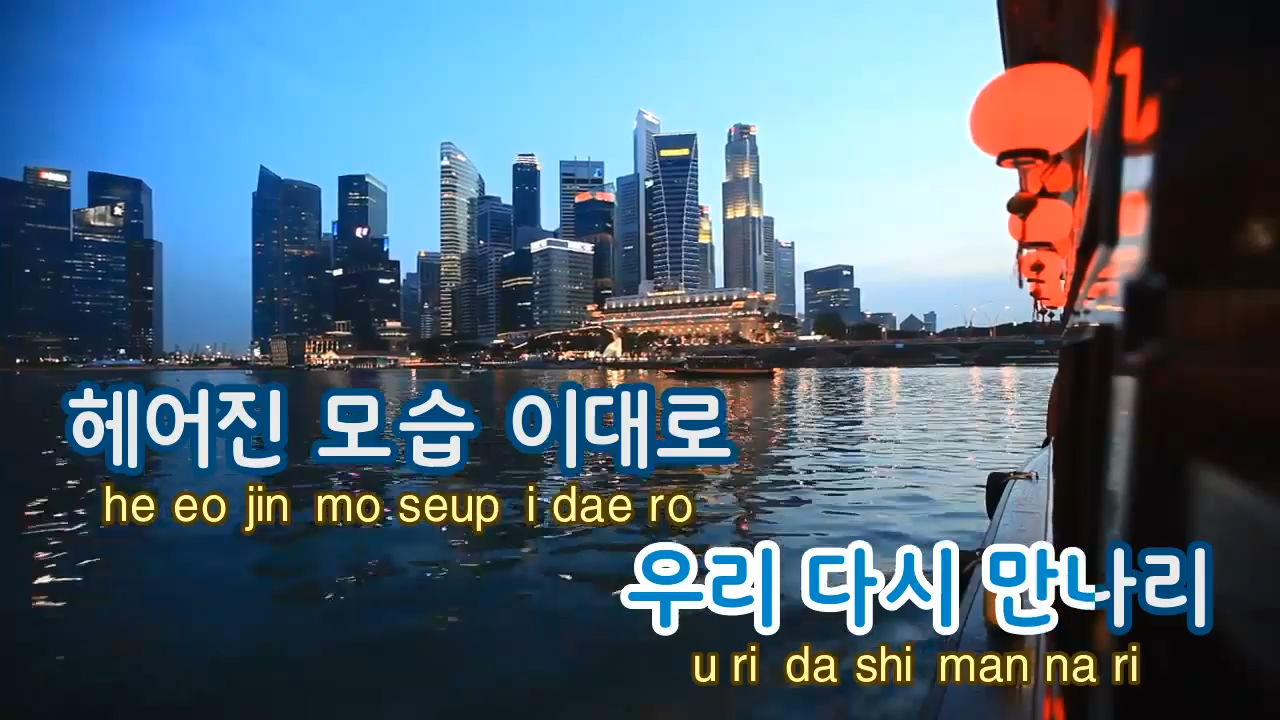 헤어진 모습 이대로
he eo jin mo seup i dae ro
우리 다시 만나리
u ri da shi man na ri